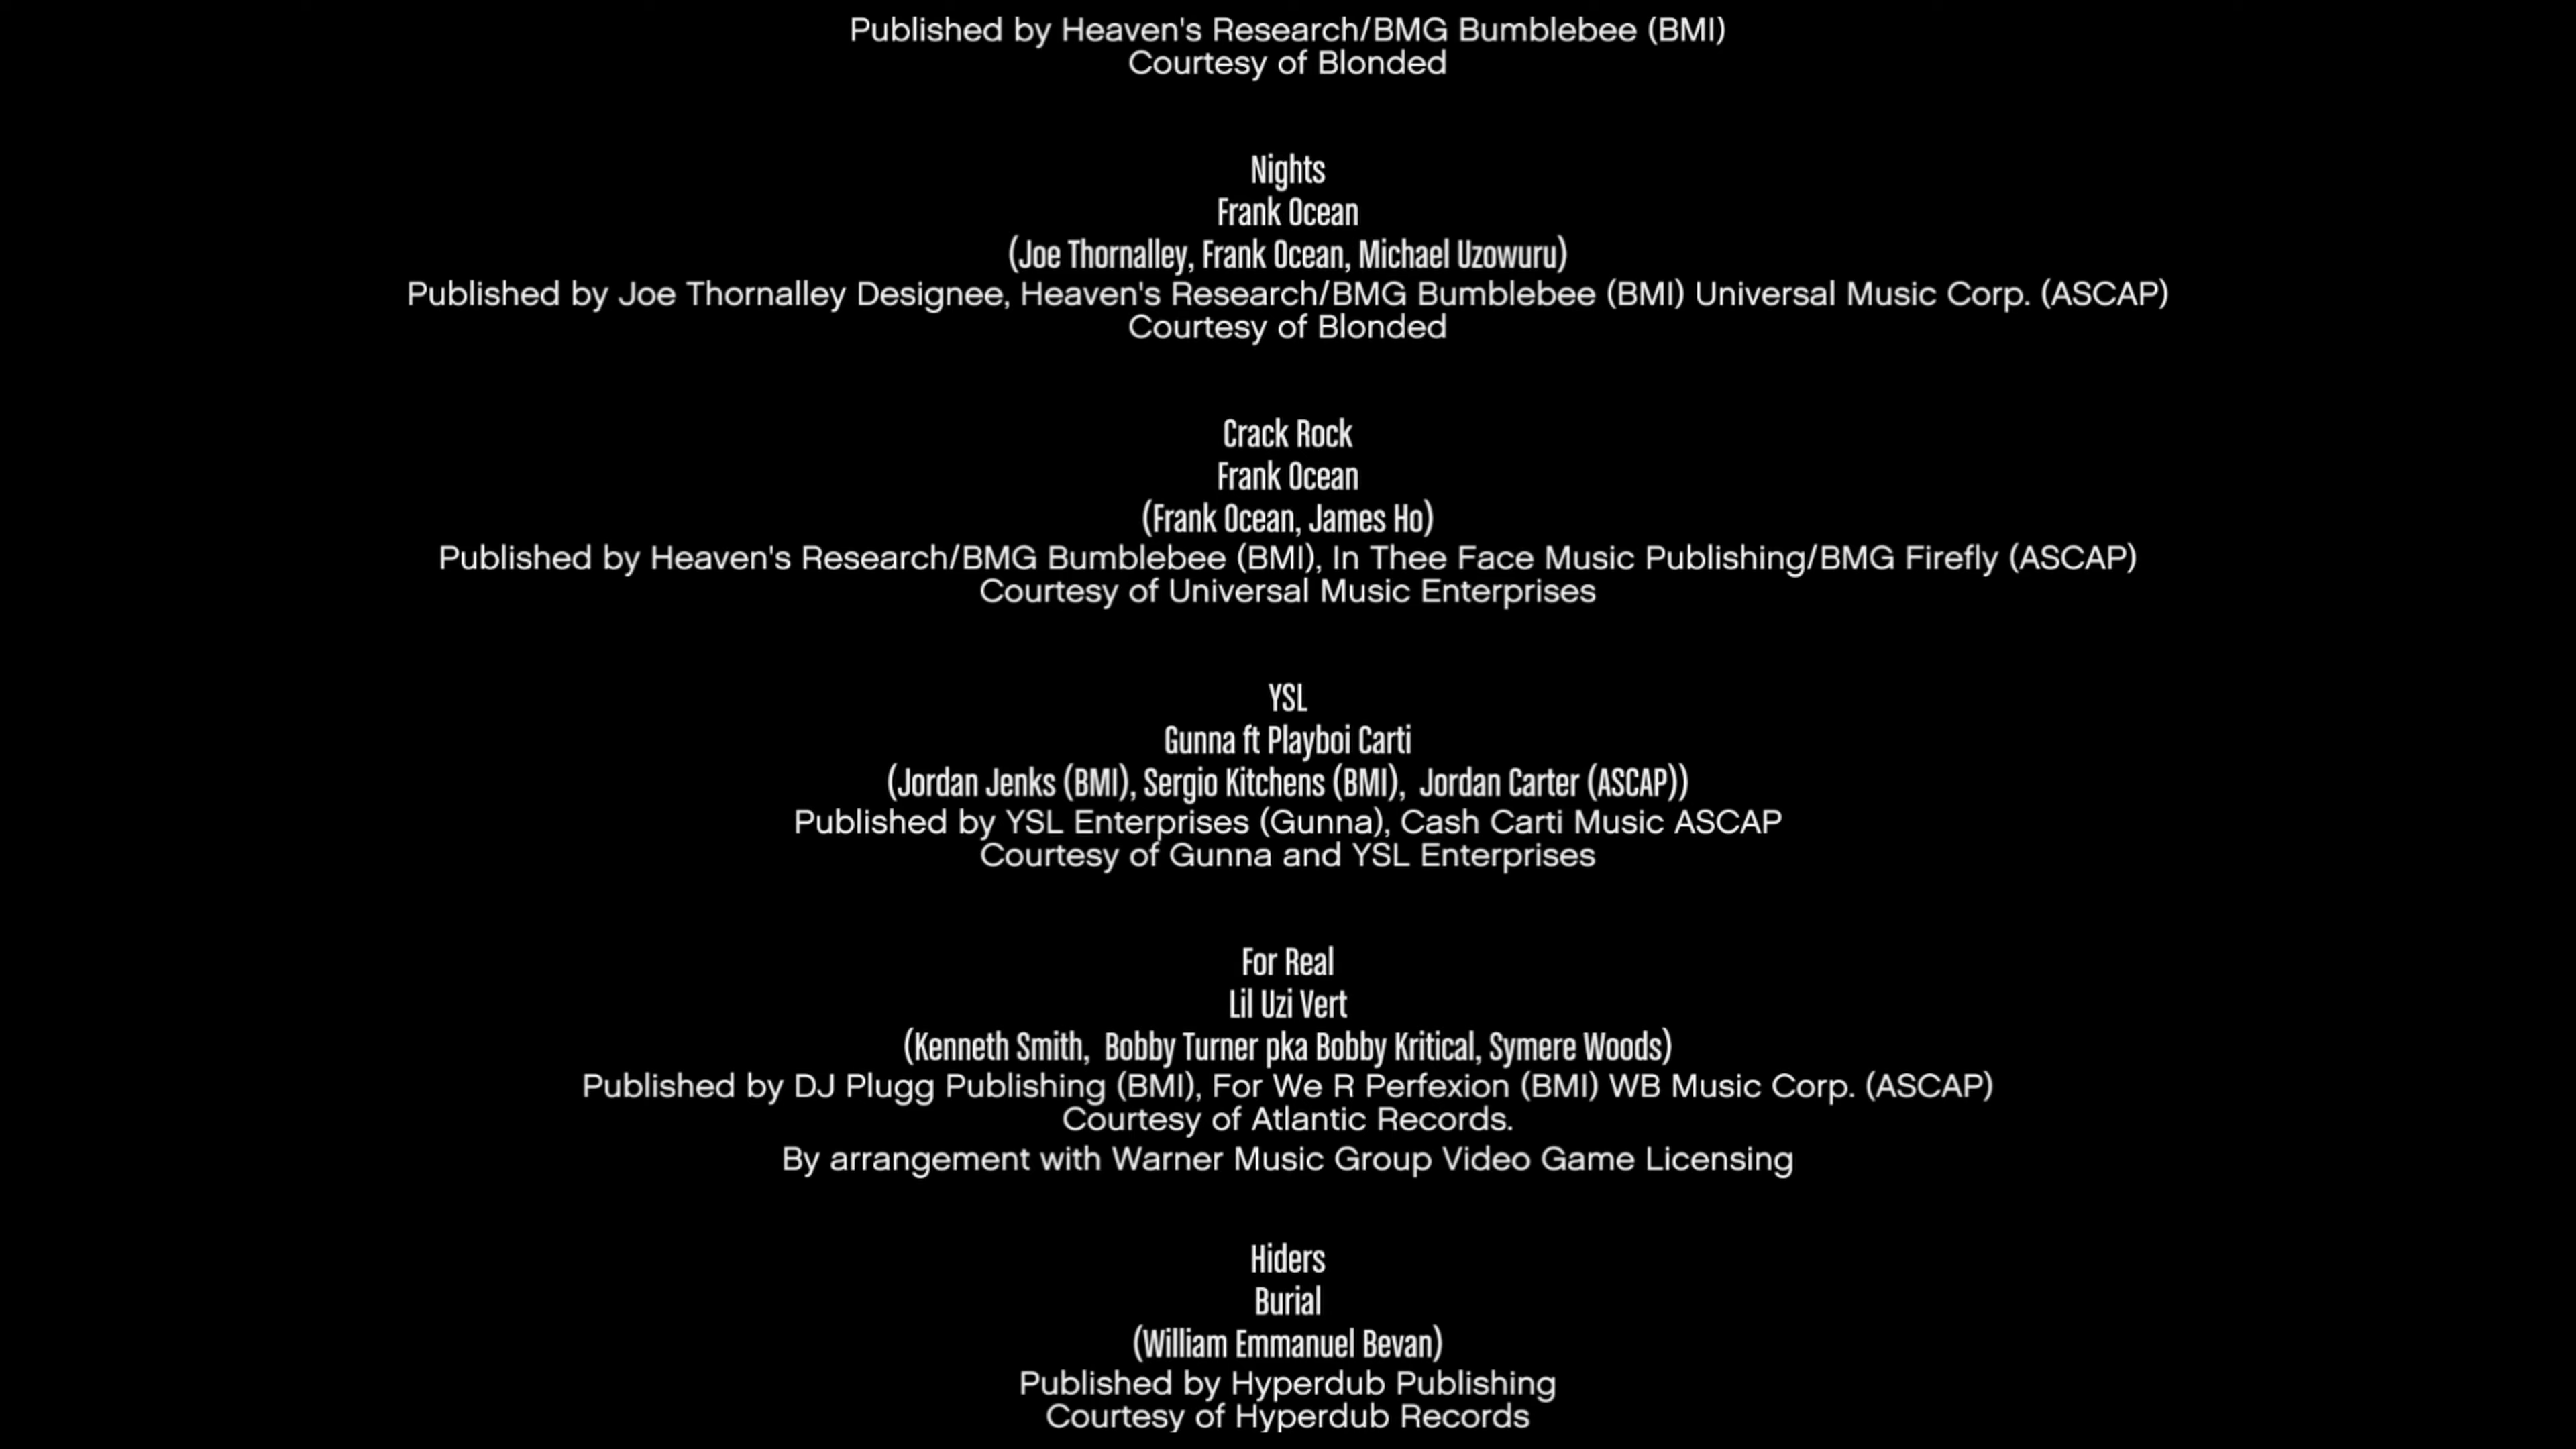 Published by Heaven's Research/BMG Bumblebee (BMI)
Courtesy of Blonded
Nights
Frank Ocean
(Joe Thornalley, Frank Ocean, Michael Uzowuru)
Published by Joe Thornalley Designee, Heaven's Research/BMG Bumblebee (BMI) Universal Music Corp. (ASCAP)
Courtesy of Blonded
Crack Rock
Frank Ocean
(Frank Ocean, James Ho)
Published by Heaven's Research/BMG Bumblebee (BMI), In Thee Face Music Publishing/BMG Firefly (ASCAP)
Courtesy of Universal Music Enterprises
YSL
Gunna ft Playboi Carti
(Jordan Jenks (BMI), Sergio Kitchens (BMI),  Jordan Carter (ASCAP))
Published by YSL Enterprises (Gunna), Cash Carti Music ASCAP
Courtesy of Gunna and YSL Enterprises
For Real
Lil Uzi Vert
(Kenneth Smith,  Bobby Turner pka Bobby Kritical, Symere Woods)
Published by DJ Plugg Publishing (BMI), For We R Perfexion (BMI) WB Music Corp. (ASCAP)
Courtesy of Atlantic Records.
By arrangement with Warner Music Group Video Game Licensing
Hiders
Burial
(William Emmanuel Bevan)
Published by Hyperdub Publishing
Courtesy of Hyperdub Records